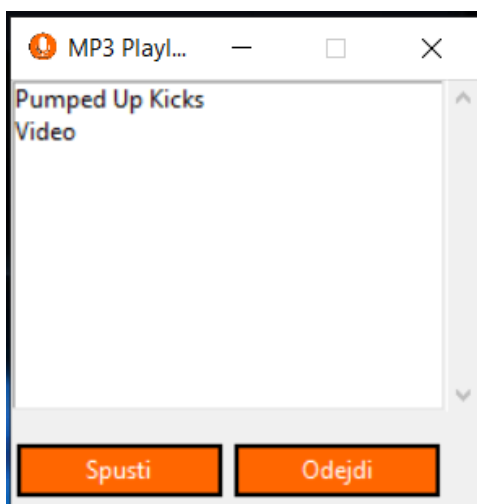 MP3 Playl...
Pumped Up Kicks
Video
Spusti
Odejdi